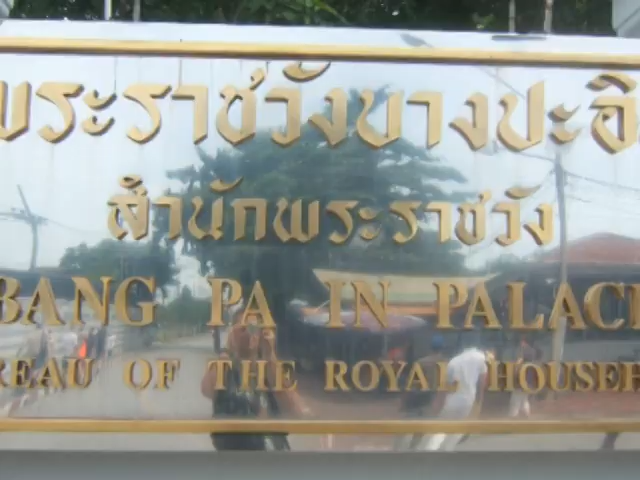 พระราชวังบางปะอิ
สำนักพระราชวัง
BANG PA IN PALAC
REAU OF THE ROYAL HOUSEH